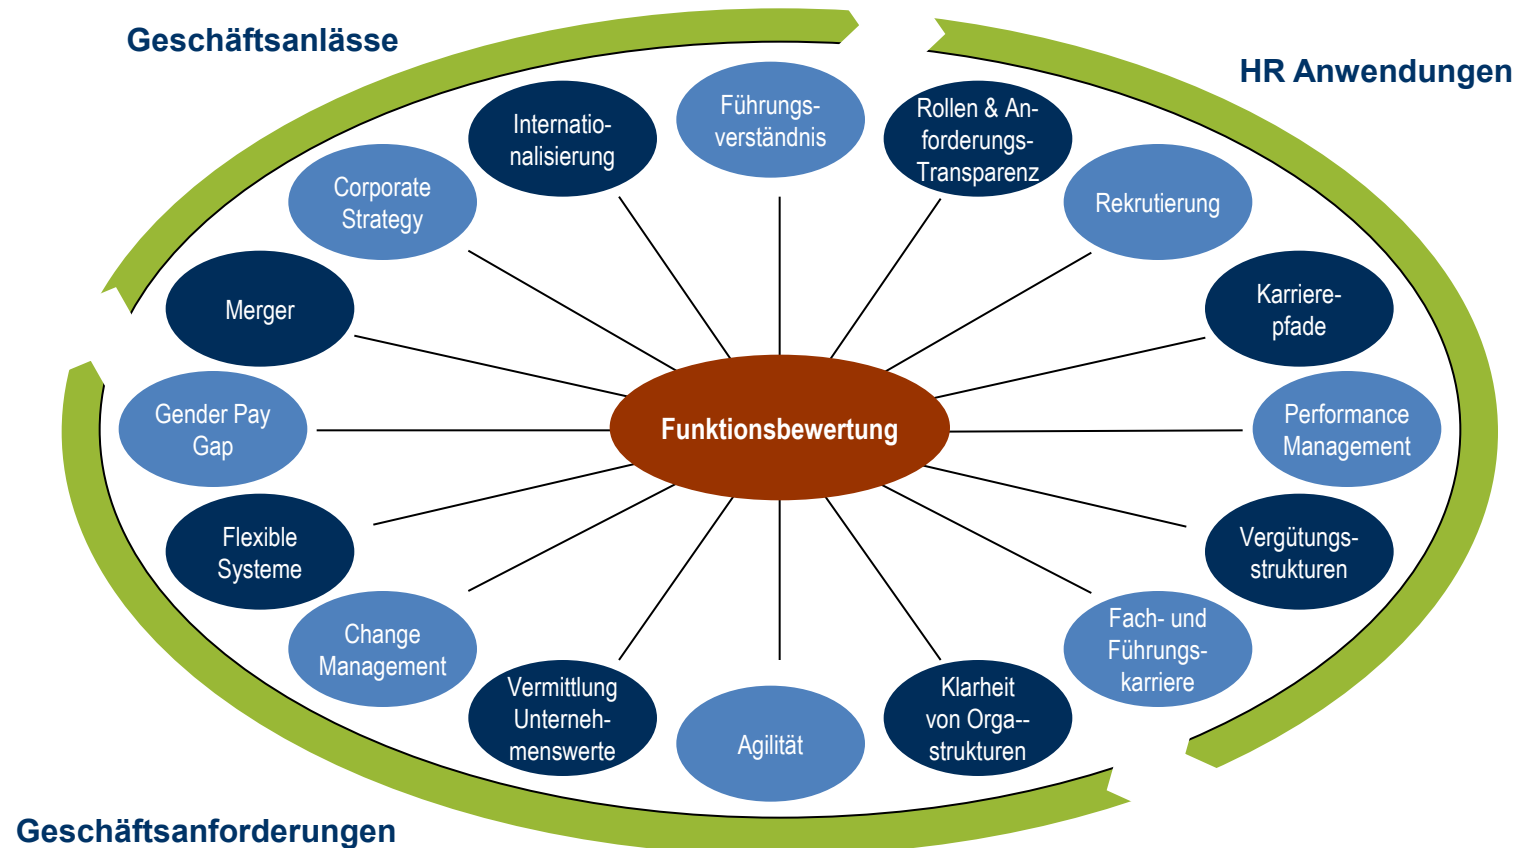 Geschäftsanlässe
HR Anwendungen
Führungs-
verständnis
Rollen & An-
forderungs-
Transparenz
Rekrutierung
Karriere-
pfade
Performance
Management
Vergütungs-
strukturen
Fach- und
Führungs-
karriere
Klarheit
von Orga--
strukturen
Agilität
Vermittlung
Unterneh-
menswerte
Change
Management
Flexible
Systeme
Gender Pay
Gap
Merger
Corporate
Strategy
Internatio-
nalisierung
Funktionsbewertung
Geschäftsanforderungen